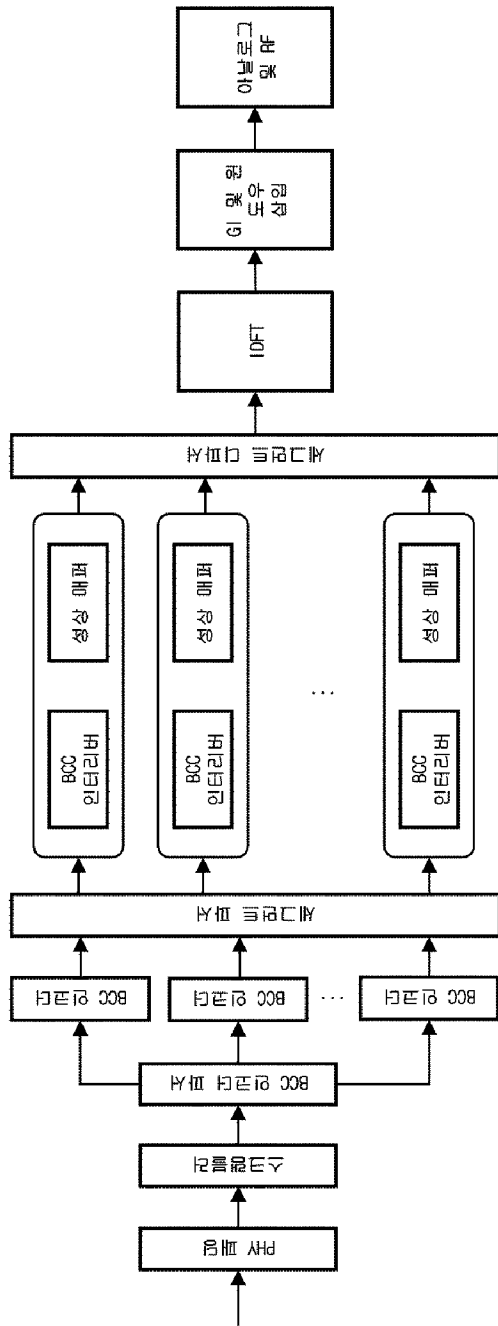 PHY 패딩
스크램블러
BCC 인코더 파서
BCC 인코더
BCC 인코더
...
BCC 인코더
세그먼트 파서
BCC
인터리버
성상 매퍼
BCC
인터리버
성상 매퍼
...
BCC
인터리버
성상 매퍼
세그먼트 디파서
IDFT
GI 및 윈
도우
삽입
아날로그
및 RF